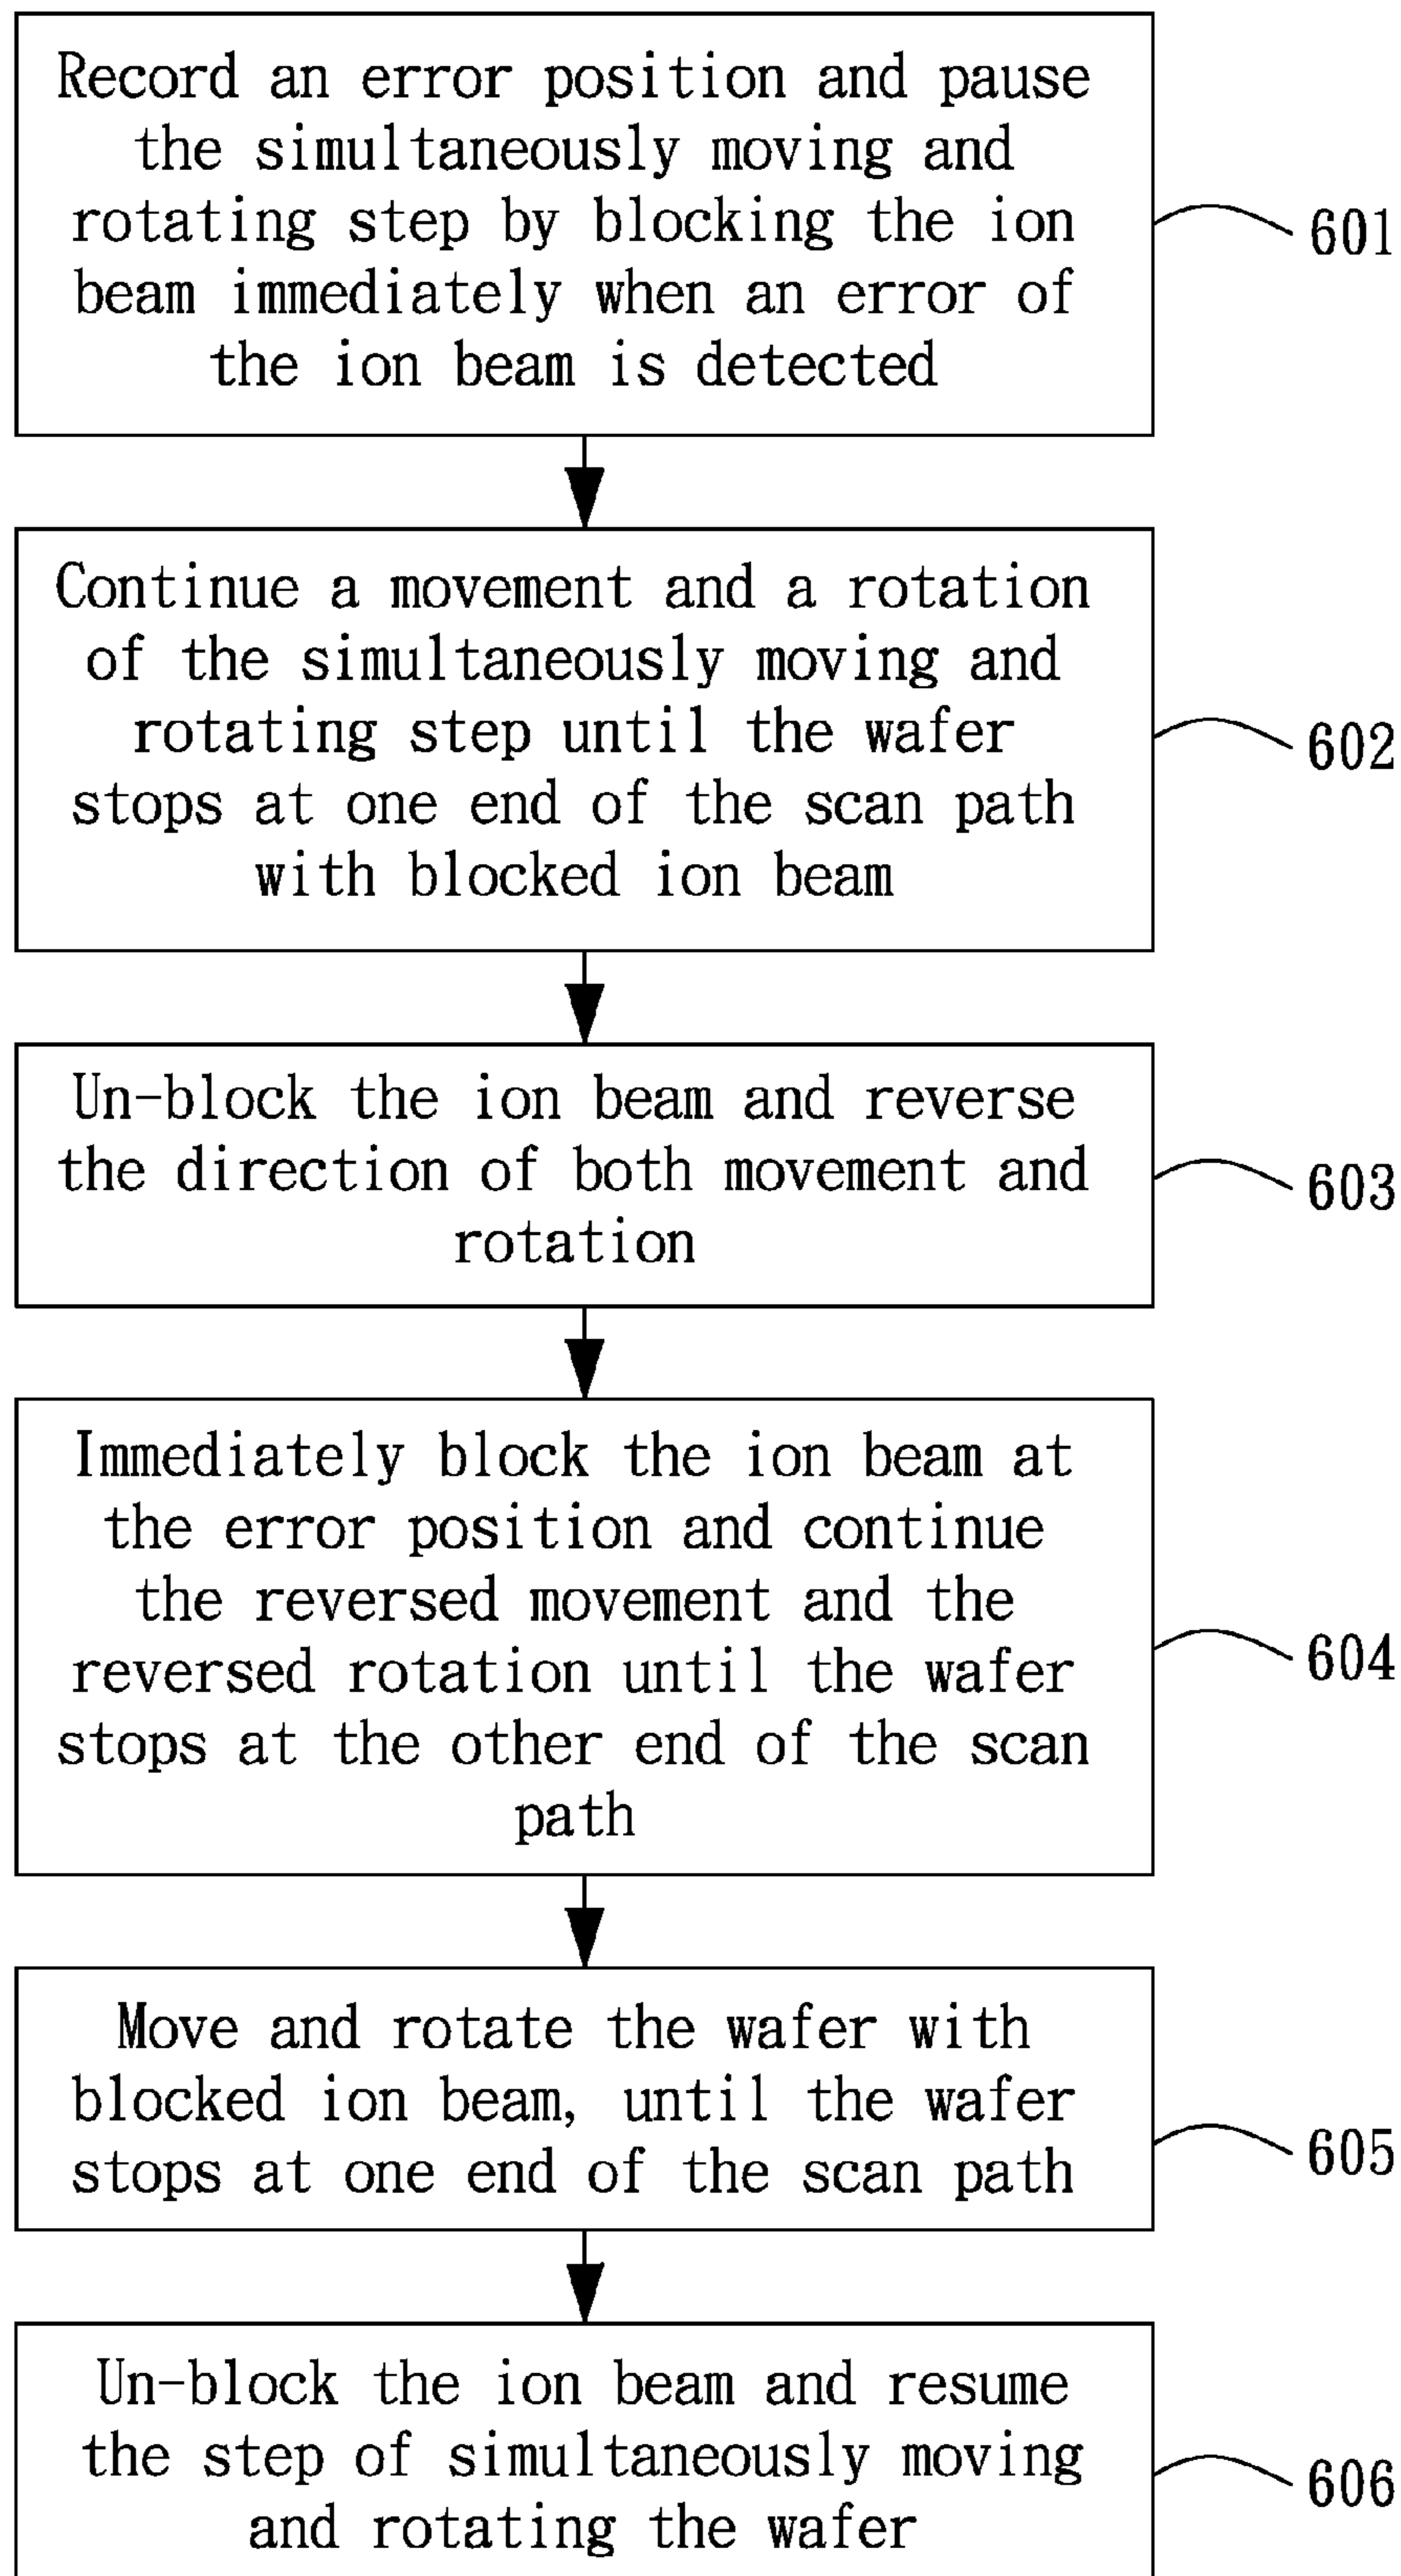 Record an error position and pause
the simultaneously moving and
rotating step by blocking the ion
beam immediately when an error of
the ion beam is detected
601
Continue a movement and a rotation
of the simultaneously moving and
rotating step until the wafer
stops at one end of the scan path
with blocked ion beam
602
Un-block the ion beam and reverse
the direction of both movement and
rotation
603
Immediately block the ion beam at
the error position and continue
the reversed movement and the
reversed rotation until the wafer
stops at the other end of the scan
path
604
Move and rotate the wafer with
blocked ion beam, until the wafer
stops at one end of the scan path
605
Un-block the ion beam and resume
the step of simultaneously moving
and rotating the wafer
606